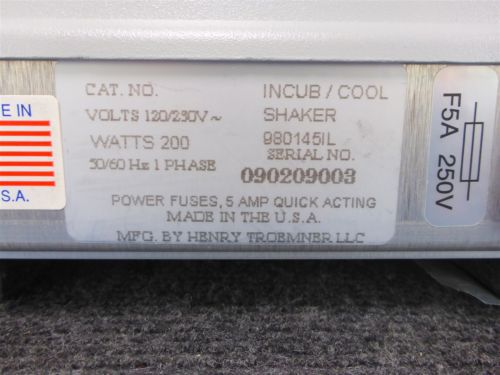 CAT. NO. INCUB / COOL
VOLTS 120/230V ~ SHAKER
WATTS 200 980145IL
50/60 Hz 1 PHASE SERIAL NO.
090209003
POWER FUSES, 5 AMP QUICK ACTING
MADE IN THE U.S.A.
MFG. BY HENRY TROEMNER LLC
E IN
S.A.
F5A 250V